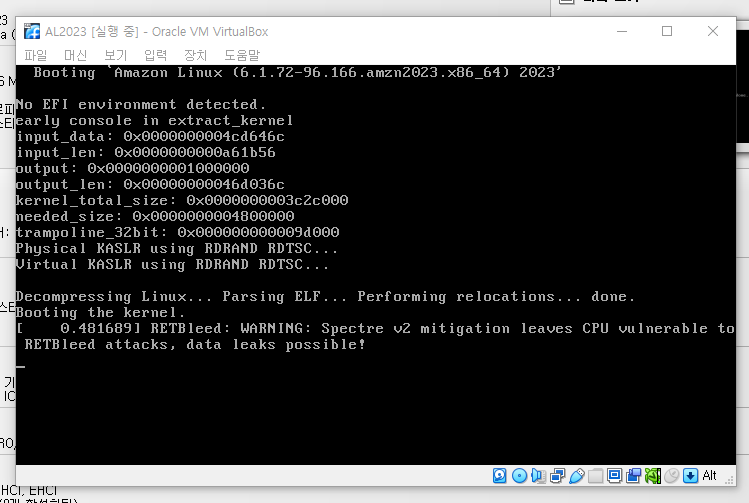 AL2023 [실행 중] - Oracle VM VirtualBox
파일 머신 보기 입력 장치 도움말
Booting `Amazon Linux (6.1.72-96.166.amzn2023.x86_64) 2023'
No EFI environment detected.
early console in extract_kernel
input_data: 0x0000000004cd646c
input_len: 0x0000000000a61b56
output: 0x0000000001000000
output_len: 0x00000000046d036c
kernel_total_size: 0x0000000003c2c000
needed_size: 0x0000000004800000
trampoline_32bit: 0x000000000009d000
Physical KASLR using RDRAND RDTSC...
Virtual KASLR using RDRAND RDTSC...
Decompressing Linux... Parsing ELF... Performing relocations... done.
Booting the kernel.
[    0.481689] RETBleed: WARNING: Spectre v2 mitigation leaves CPU vulnerable to
RETBleed attacks, data leaks possible!
Alt
HCI, EHCI